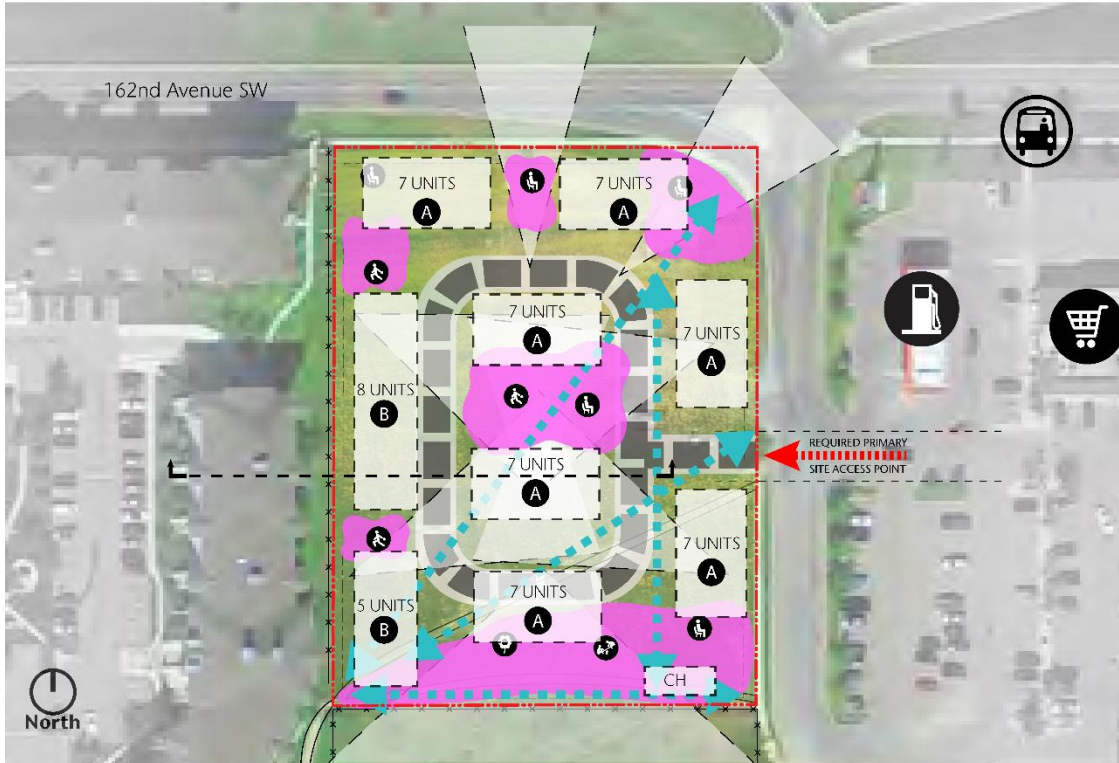 162nd Avenue SW
7 UNITS
A
7 UNITS
A
7 UNITS
A
7 UNITS
A
8 UNITS
B
REQUIRED PRIMARY
SITE ACCESS POINT
7 UNITS
A
7 UNITS
A
5 UNITS
B
7 UNITS
A
CH
North